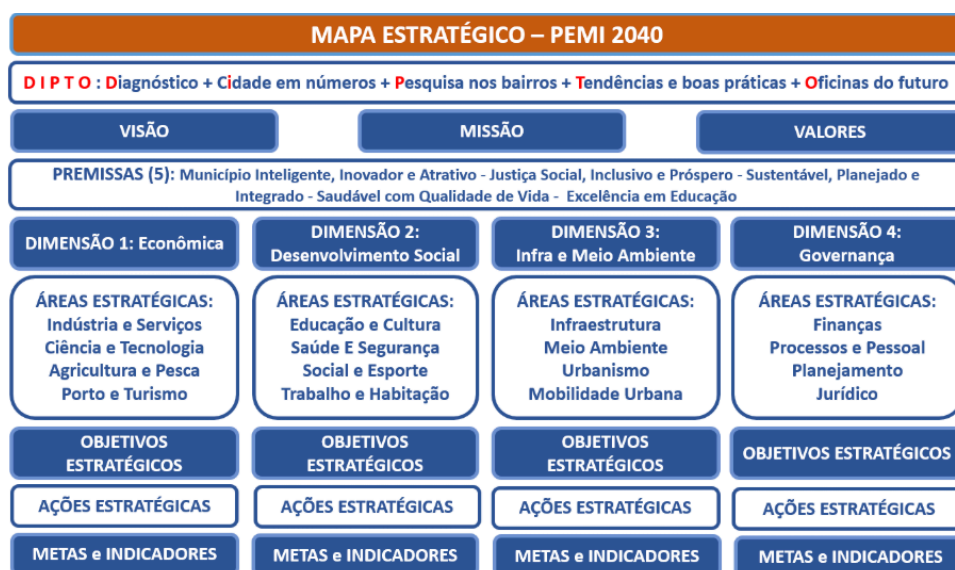 MAPA ESTRATÉGICO – PEMI 2040
D I P T O : Diagnóstico + Cidade em números + Pesquisa nos bairros + Tendências e boas práticas + Oficinas do futuro
VISÃO
MISSÃO
VALORES
PREMISSAS (5): Município Inteligente, Inovador e Atrativo - Justiça Social, Inclusivo e Próspero - Sustentável, Planejado e
Integrado - Saudável com Qualidade de Vida - Excelência em Educação
DIMENSÃO 1: Econômica
DIMENSÃO 2:
Desenvolvimento Social
DIMENSÃO 3:
Infra e Meio Ambiente
DIMENSÃO 4:
Governança
ÁREAS ESTRATÉGICAS:
Indústria e Serviços
Ciência e Tecnologia
Agricultura e Pesca
Porto e Turismo
ÁREAS ESTRATÉGICAS:
Educação e Cultura
Saúde E Segurança
Social e Esporte
Trabalho e Habitação
ÁREAS ESTRATÉGICAS:
Infraestrutura
Meio Ambiente
Urbanismo
Mobilidade Urbana
ÁREAS ESTRATÉGICAS:
Finanças
Processos e Pessoal
Planejamento
Jurídico
OBJETIVOS
ESTRATÉGICOS
OBJETIVOS
ESTRATÉGICOS
OBJETIVOS
ESTRATÉGICOS
OBJETIVOS ESTRATÉGICOS
AÇÕES ESTRATÉGICAS
AÇÕES ESTRATÉGICAS
AÇÕES ESTRATÉGICAS
AÇÕES ESTRATÉGICAS
METAS e INDICADORES
METAS e INDICADORES
METAS e INDICADORES
METAS e INDICADORES